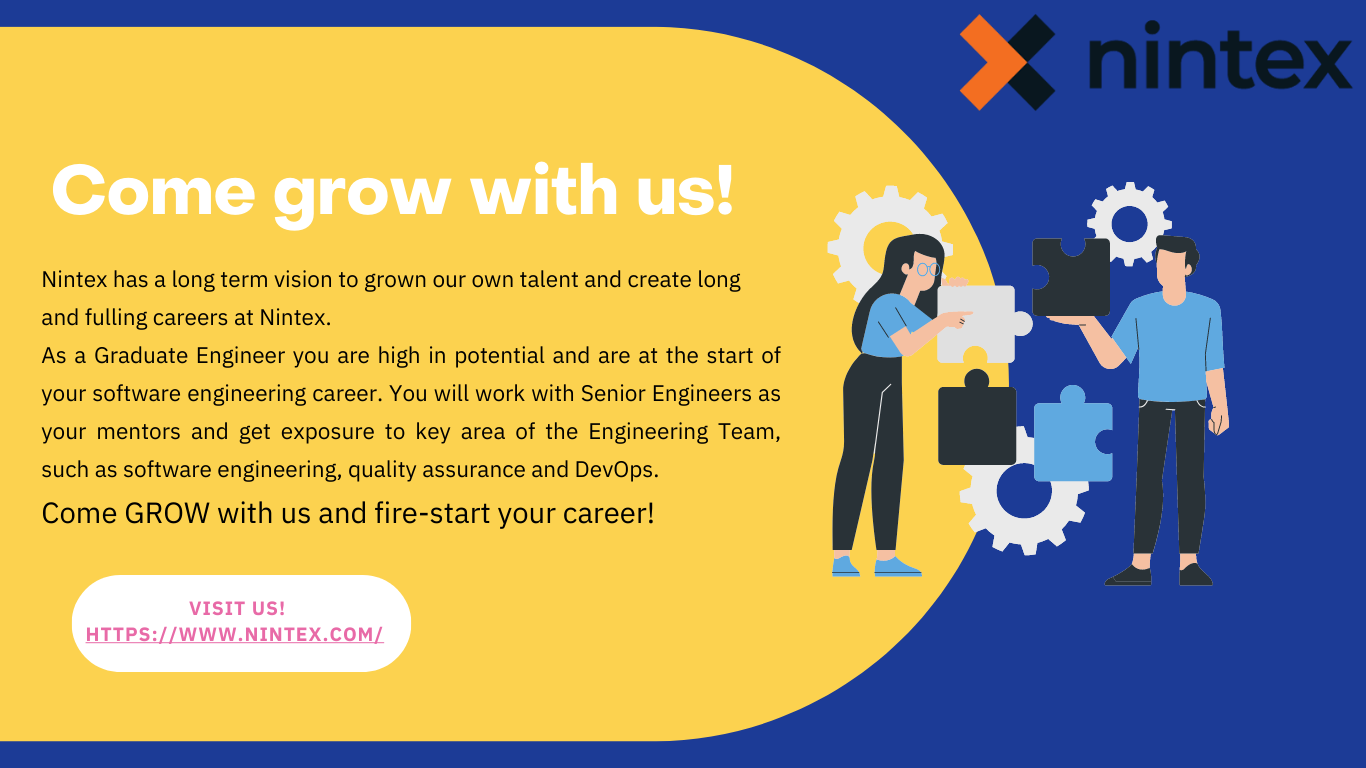 nintex
Come grow with us!
Nintex has a long term vision to grown our own talent and create long
and fulling careers at Nintex.
As a Graduate Engineer you are high in potential and are at the start of
your software engineering career. You will work with Senior Engineers as
your mentors and get exposure to key area of the Engineering Team,
such as software engineering, quality assurance and DevOps.
Come GROW with us and fire-start your career!
VISIT US!
HTTPS://WWW.NINTEX.COM/